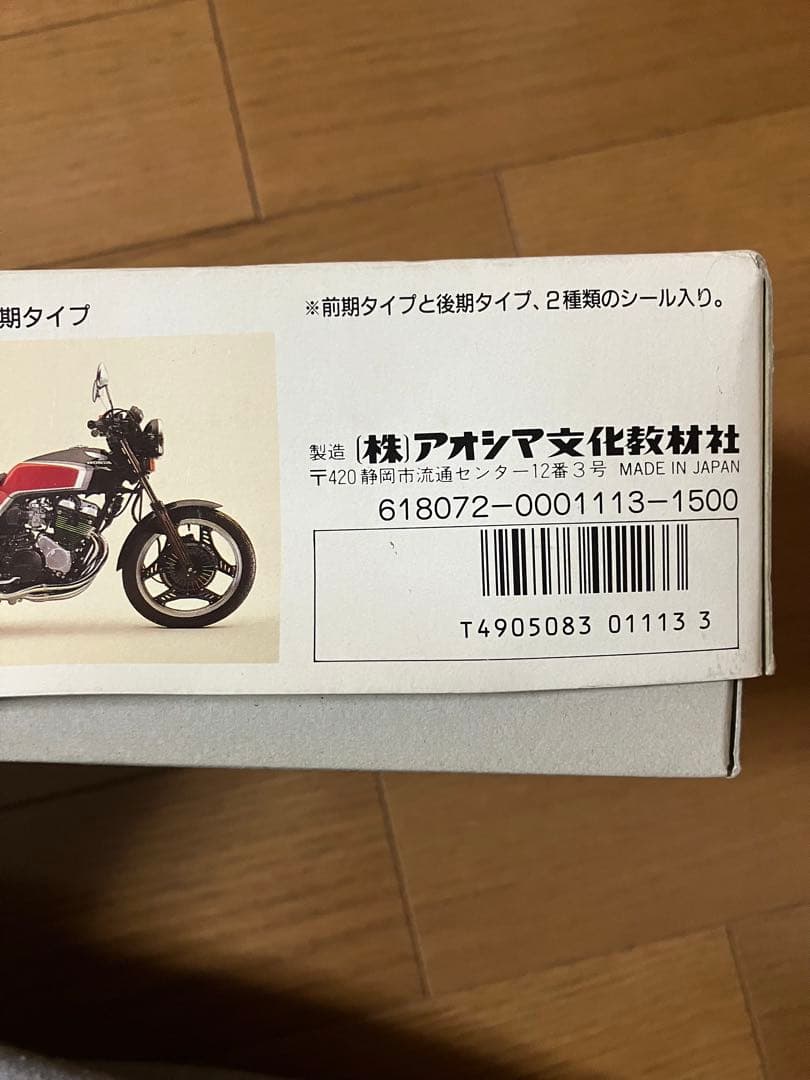 期タイプ
※前期タイプと後期タイプ、2種類のシール入り。
HONDA
製造 (株)アオシマ文化教材社
〒420 静岡市流通センター12番3号 MADE IN JAPAN
618072-0001113-1500
T4905083 01113 3